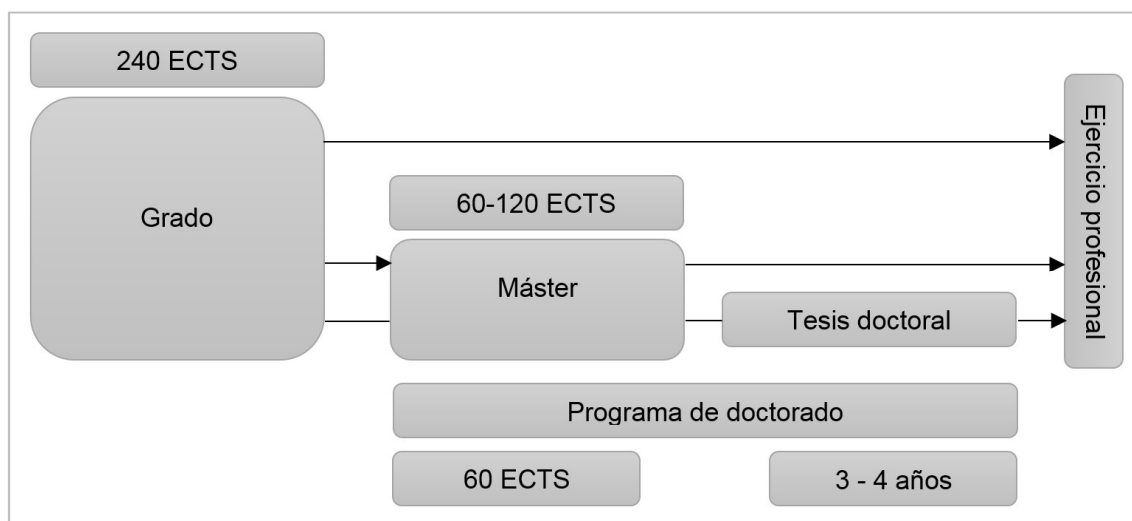 240 ECTS
Grado
60-120 ECTS
Máster
Tesis doctoral
Ejercicio profesional
Programa de doctorado
60 ECTS
3 - 4 años